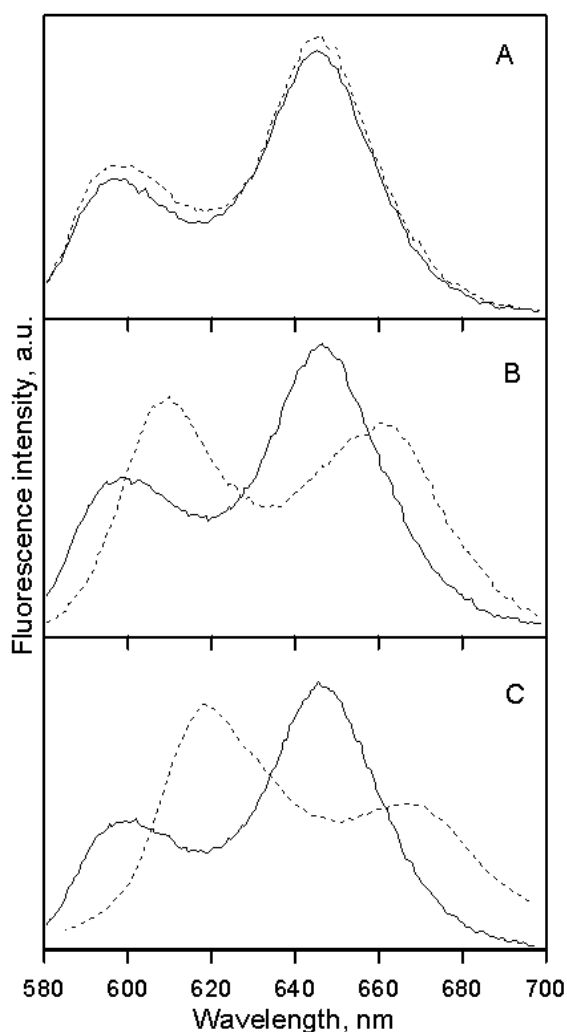 A
B
C
Fluorescence intensity, a.u.
580 600 620 640 660 680 700
Wavelength, nm